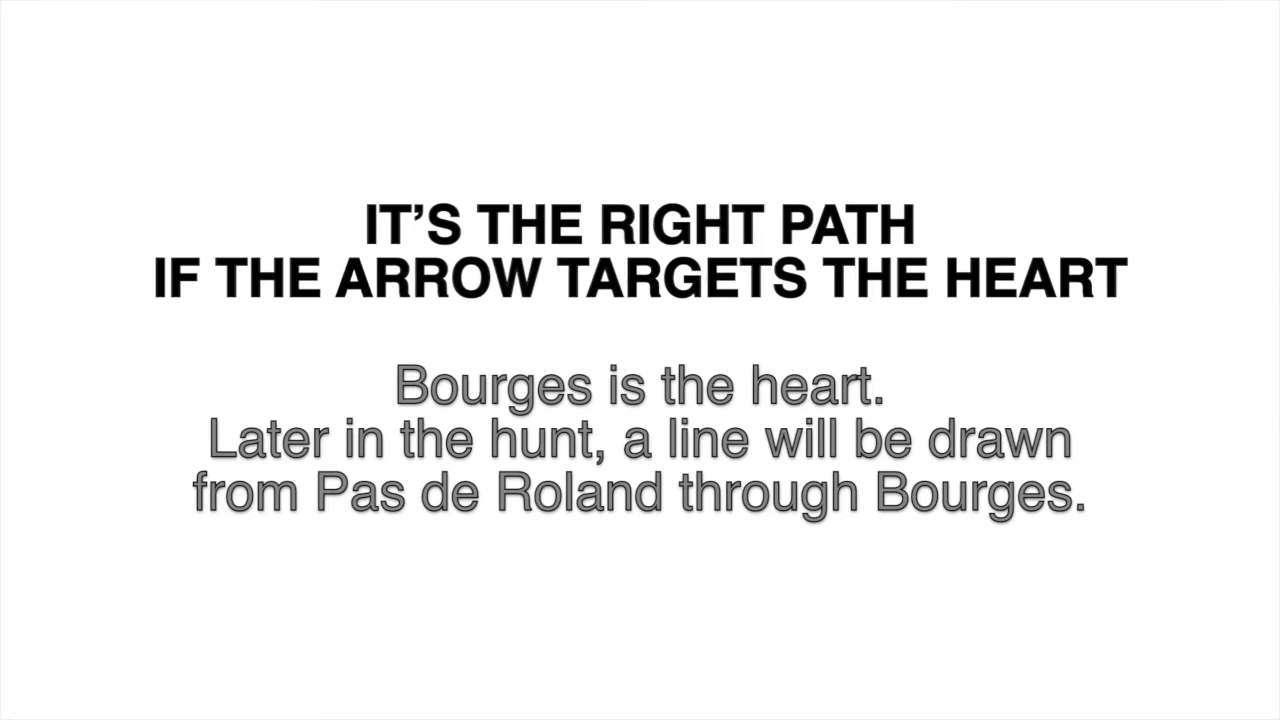 IT’S THE RIGHT PATH
IF THE ARROW TARGETS THE HEART
Bourges is the heart.
Later in the hunt, a line will be drawn
from Pas de Roland through Bourges.